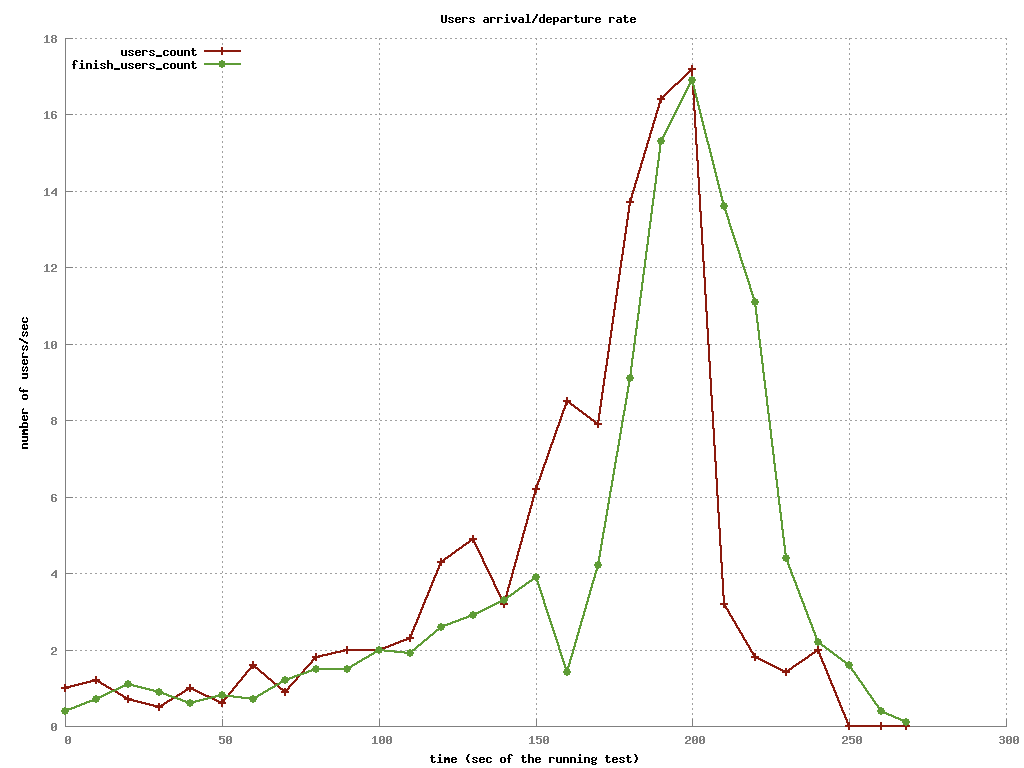 Users arrival/departure rate
18
users_count
finish_users_count
16
14
12
10
number of users/sec
8
6
4
2
0
0 50 100 150 200 250 300
time (sec of the running test)